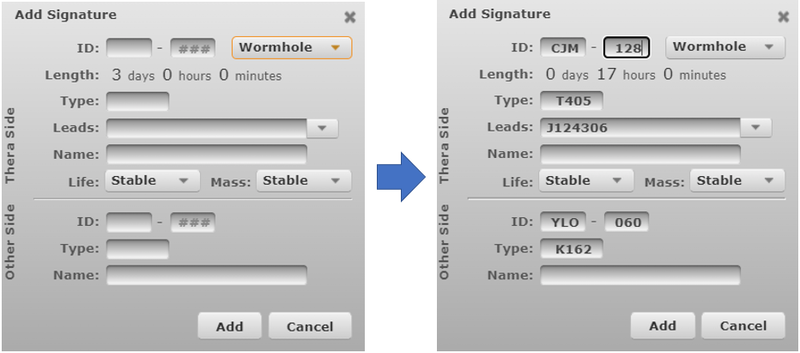 Add Signature
ID: - ### Wormhole
Length: 3 days 0 hours 0 minutes
Thera Side
Type:
Leads:
Name:
Life: Stable Mass: Stable
Other Side
ID: - ###
Type:
Name:
Add Cancel
Add Signature
ID: CJM - 128 Wormhole
Length: 0 days 17 hours 0 minutes
Thera Side
Type: T405
Leads: J124306
Name:
Life: Stable Mass: Stable
Other Side
ID: YLO - 060
Type: K162
Name:
Add Cancel